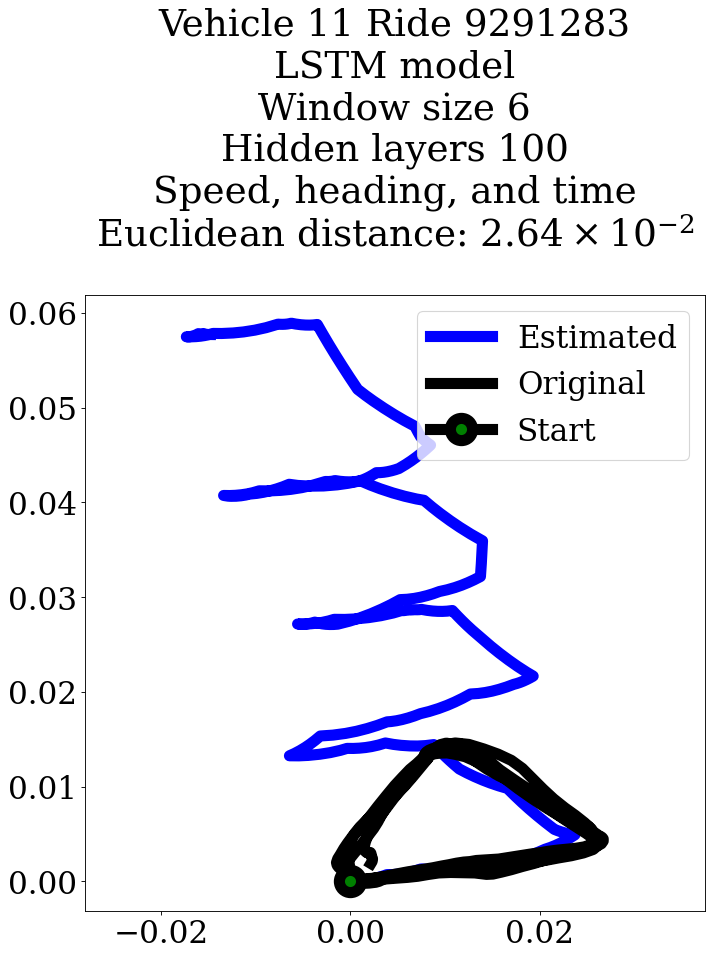 Vehicle 11 Ride 9291283
LSTM model
Window size 6
Hidden layers 100
Speed, heading, and time
Euclidean distance: 2.64 × 10⁻²
0.06
0.05
0.04
0.03
0.02
0.01
0.00
Estimated
Original
Start
−0.02
0.00
0.02